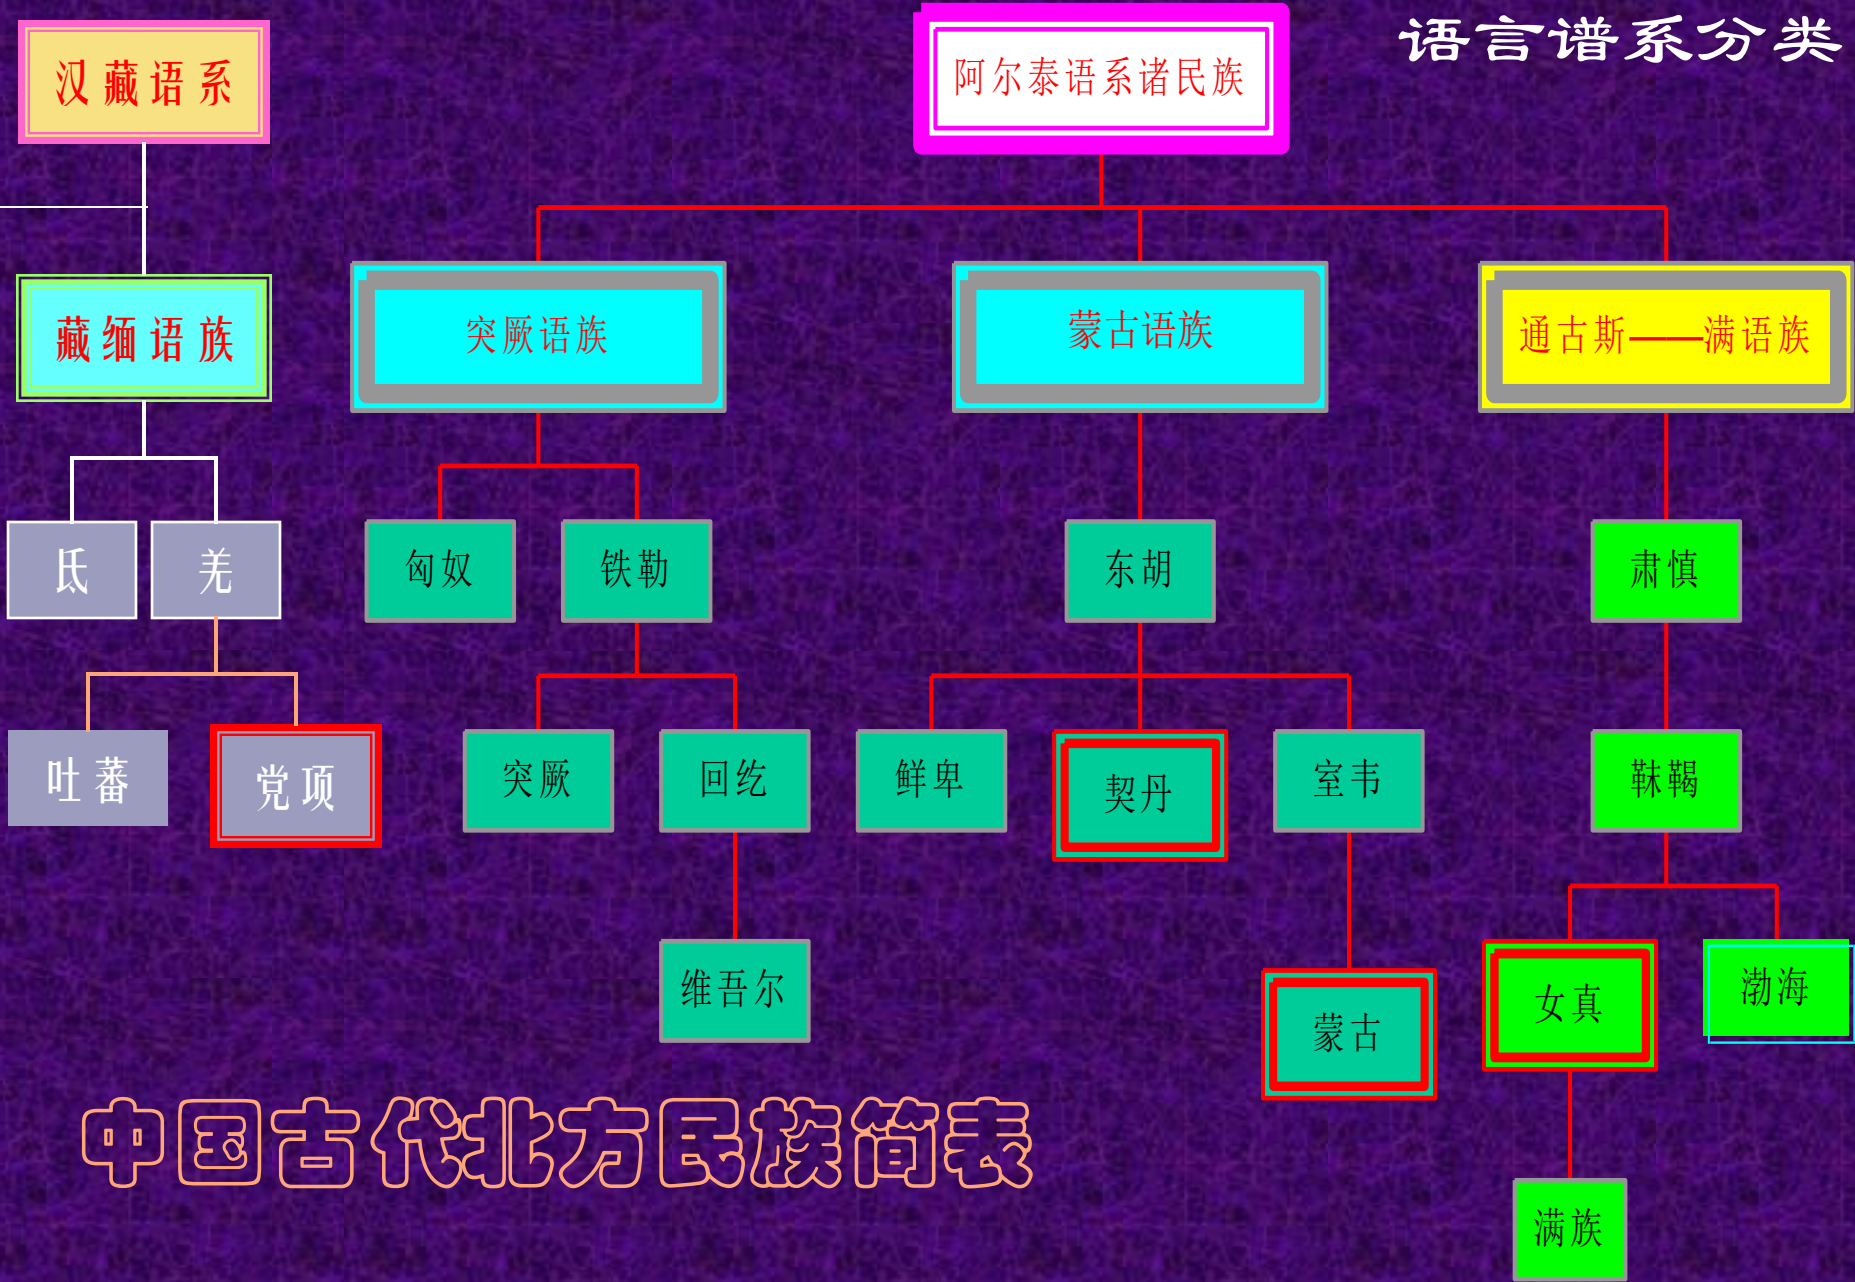 语言谱系分类
汉藏语系
阿尔泰语系诸民族
藏缅语族
突厥语族
蒙古语族
通古斯——满语族
氐
羌
匈奴
铁勒
东胡
肃慎
吐蕃
党项
突厥
回纥
鲜卑
契丹
室韦
靺鞨
维吾尔
蒙古
女真
渤海
中国古代北方民族简表
满族